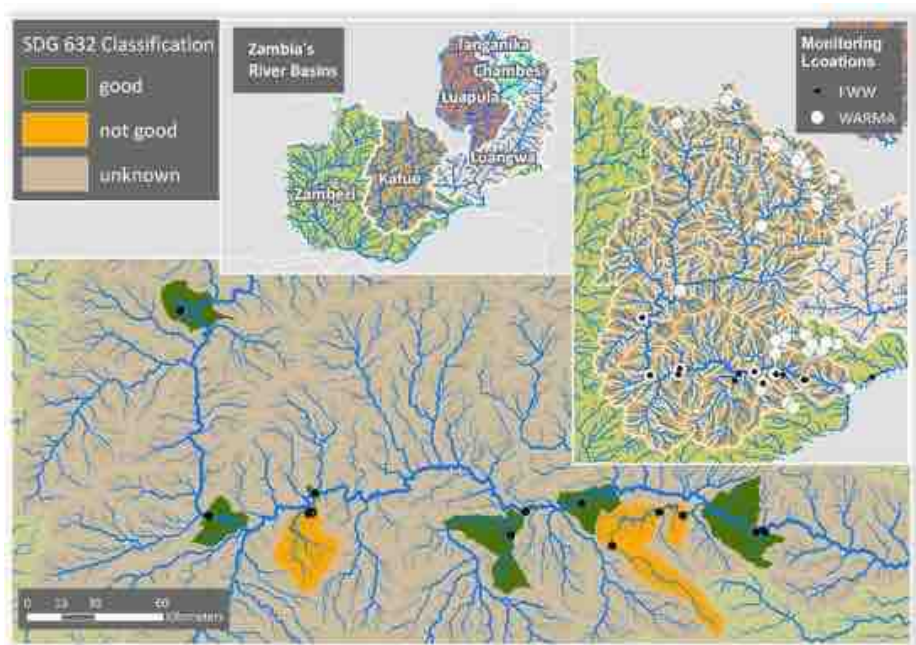 SDG 632 Classification
good
not good
unknown
Zambia's
River Basins
Tanganika
Chambesi
Luapula
Luangwa
Kafue
Zambezi
Monitoring
Locations
FWW
WARMA
0
30
60
Kilometers